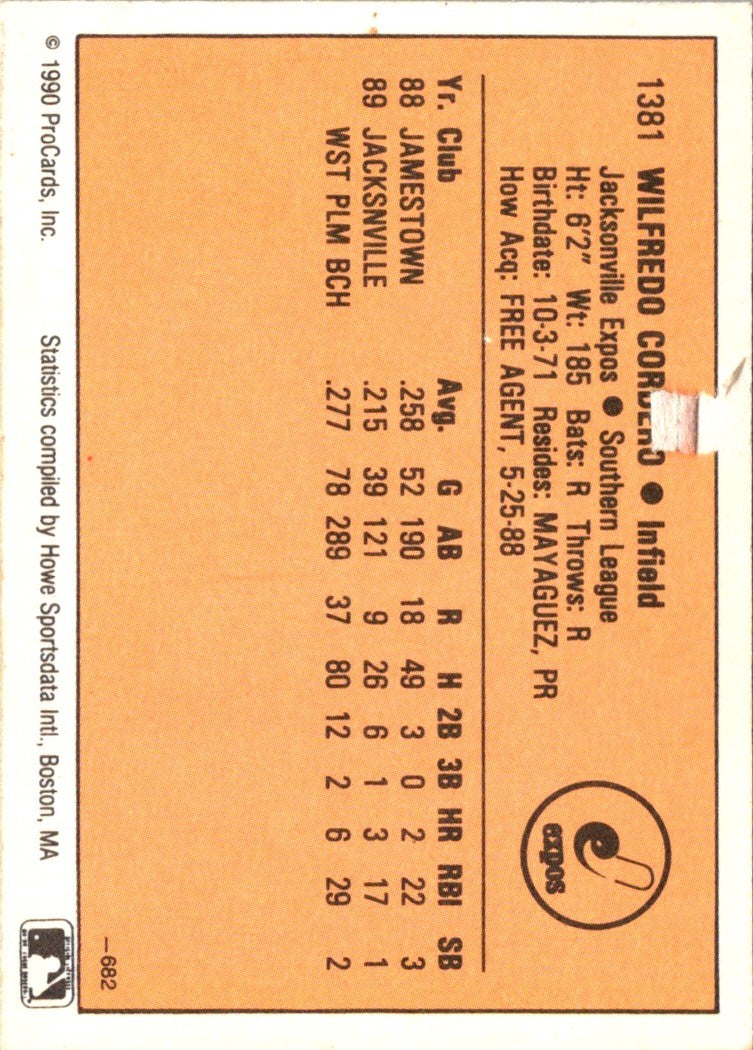 1381 WILFREDO CORDERO ● Infield
Jacksonville Expos ● Southern League
Ht: 6'2" Wt: 185 Bats: R Throws: R
Birthdate: 10-3-71 Resides: MAYAGUEZ, PR
How Acq: FREE AGENT, 5-25-88
expos
Yr. Club Avg. G AB R H 2B 3B HR RBI SB
88 JAMESTOWN .258 52 190 18 49 3 0 2 22 3
89 JACKSNVILLE .215 39 121 9 26 6 1 3 17 1
WST PLM BCH .277 78 289 37 80 12 2 6 29 2
—682
© 1990 ProCards, Inc. Statistics compiled by Howe Sportsdata Intl., Boston, MA